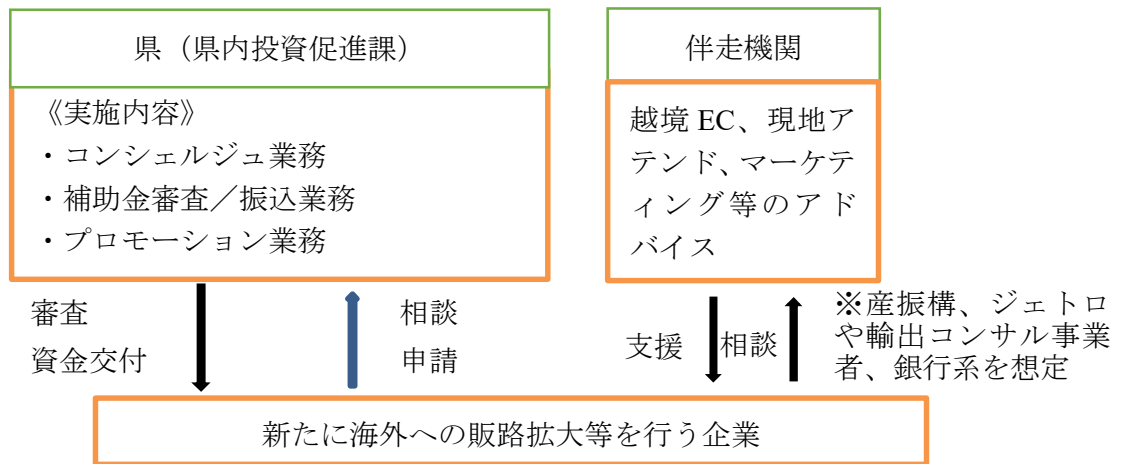 県（県内投資促進課）
《実施内容》
・コンシェルジュ業務
・補助金審査／振込業務
・プロモーション業務
伴走機関
越境 EC、現地ア
テンド、マーケテ
ィング等のアド
バイス
審査
資金交付
相談
申請
支援
相談
※産振構、ジェトロ
や輸出コンサル事業
者、銀行系を想定
新たに海外への販路拡大等を行う企業